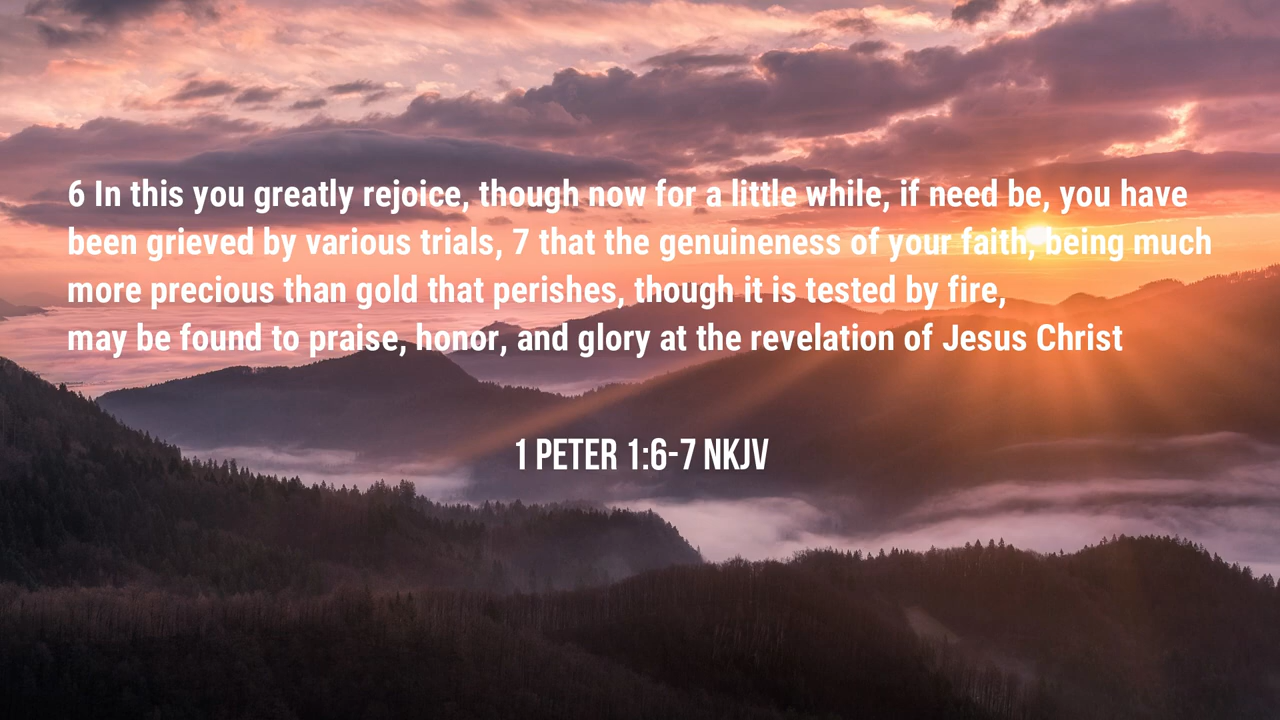 6 In this you greatly rejoice, though now for a little while, if need be, you have
been grieved by various trials, 7 that the genuineness of your faith, being much
more precious than gold that perishes, though it is tested by fire,
may be found to praise, honor, and glory at the revelation of Jesus Christ
1 PETER 1:6-7 NKJV